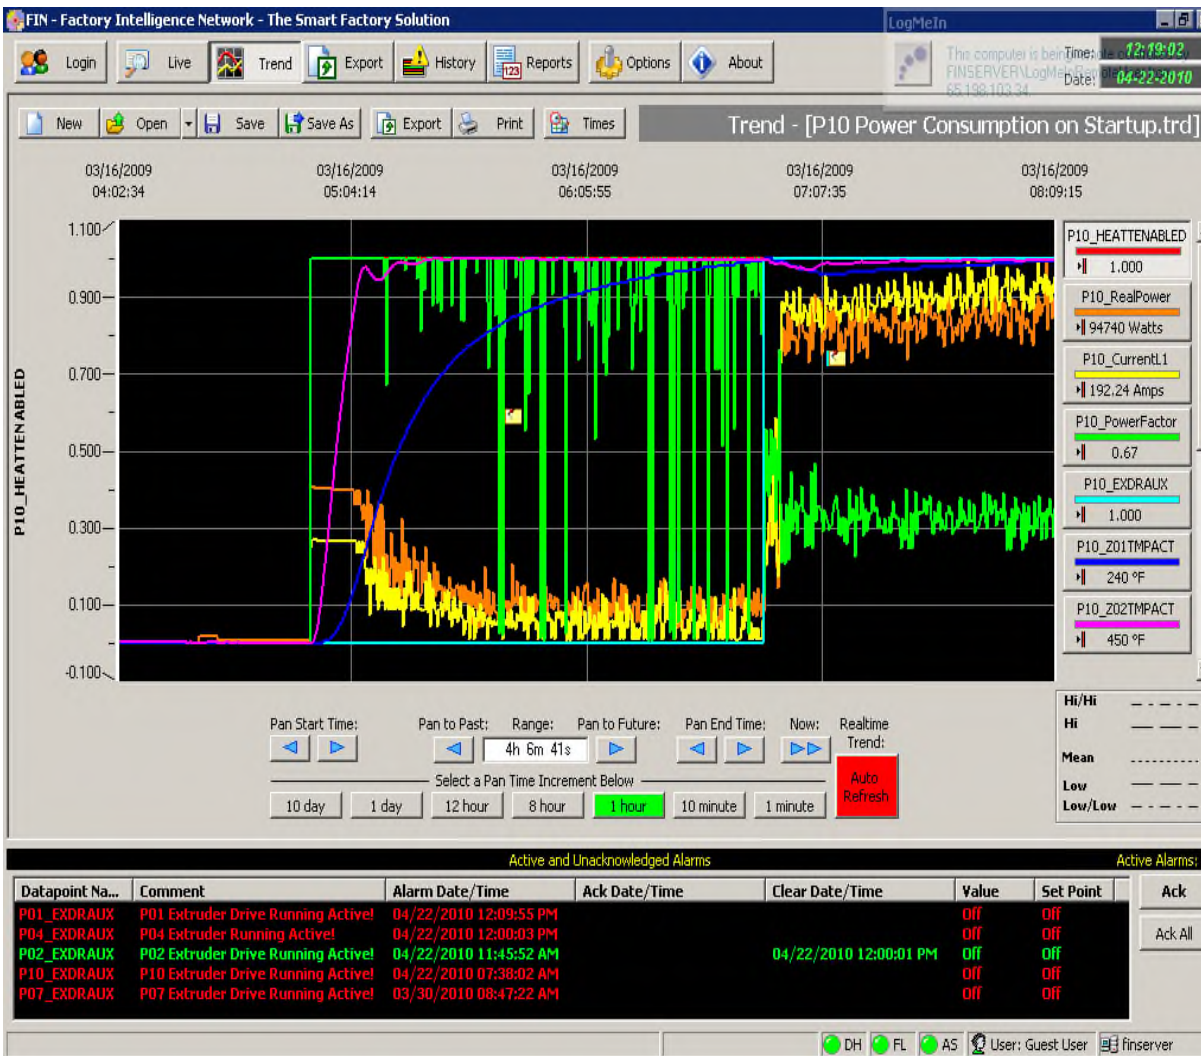 FIN - Factory Intelligence Network - The Smart Factory Solution
LogMeIn
Login Live Trend Export History Reports Options About
This computer is being
FINSERVER\LogMeIn
65.198.103.34.
Time: 12:19:02
Date: 04-22-2010
New Open Save Save As Export Print Times
Trend - [P10 Power Consumption on Startup.trd]
03/16/2009 03/16/2009 03/16/2009 03/16/2009 03/16/2009
04:02:34 05:04:14 06:05:55 07:07:35 08:09:15
P10_HEATTENABLED
1.100
0.900
0.700
0.500
0.300
0.100
-0.100
P10_HEATTENABLED
1.000
P10_RealPower
94740 Watts
P10_CurrentL1
192.24 Amps
P10_PowerFactor
0.67
P10_EXDRAUX
1.000
P10_Z01TMPACT
240 °F
P10_Z02TMPACT
450 °F
Hi/Hi
Hi
Mean
Low
Low/Low
Pan Start Time: Pan to Past: Range: Pan to Future: Pan End Time: Now: Realtime Trend:
4h 6m 41s
Auto Refresh
Select a Pan Time Increment Below
10 day 1 day 12 hour 8 hour 1 hour 10 minute 1 minute
Active and Unacknowledged Alarms Active Alarms:
Datapoint Na... Comment Alarm Date/Time Ack Date/Time Clear Date/Time Value Set Point
P01_EXDRAUX P01 Extruder Drive Running Active! 04/22/2010 12:09:55 PM Off Off
P04_EXDRAUX P04 Extruder Running Active! 04/22/2010 12:00:03 PM Off Off
P02_EXDRAUX P02 Extruder Drive Running Active! 04/22/2010 11:45:52 AM 04/22/2010 12:00:01 PM Off Off
P10_EXDRAUX P10 Extruder Drive Running Active! 04/22/2010 07:38:02 AM Off Off
P07_EXDRAUX P07 Extruder Drive Running Active! 03/30/2010 08:47:22 AM Off Off
Ack
Ack All
DH FL AS User: Guest User finserver